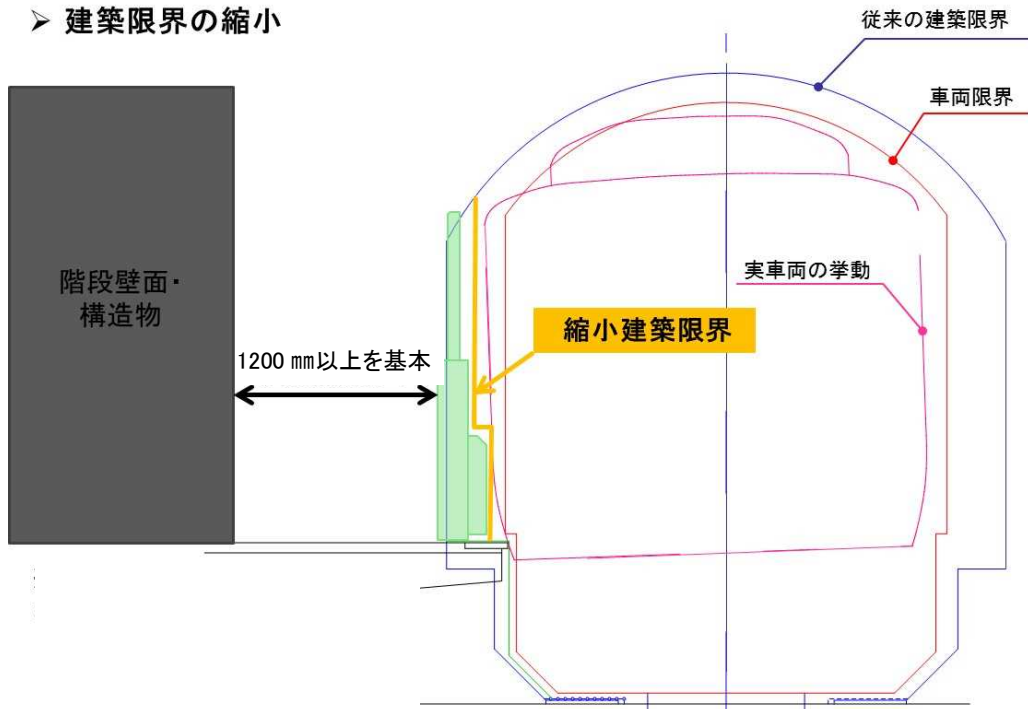 ➢ 建築限界の縮小
従来の建築限界
車両限界
階段壁面・
構造物
実車両の挙動
縮小建築限界
1200 ㎜以上を基本